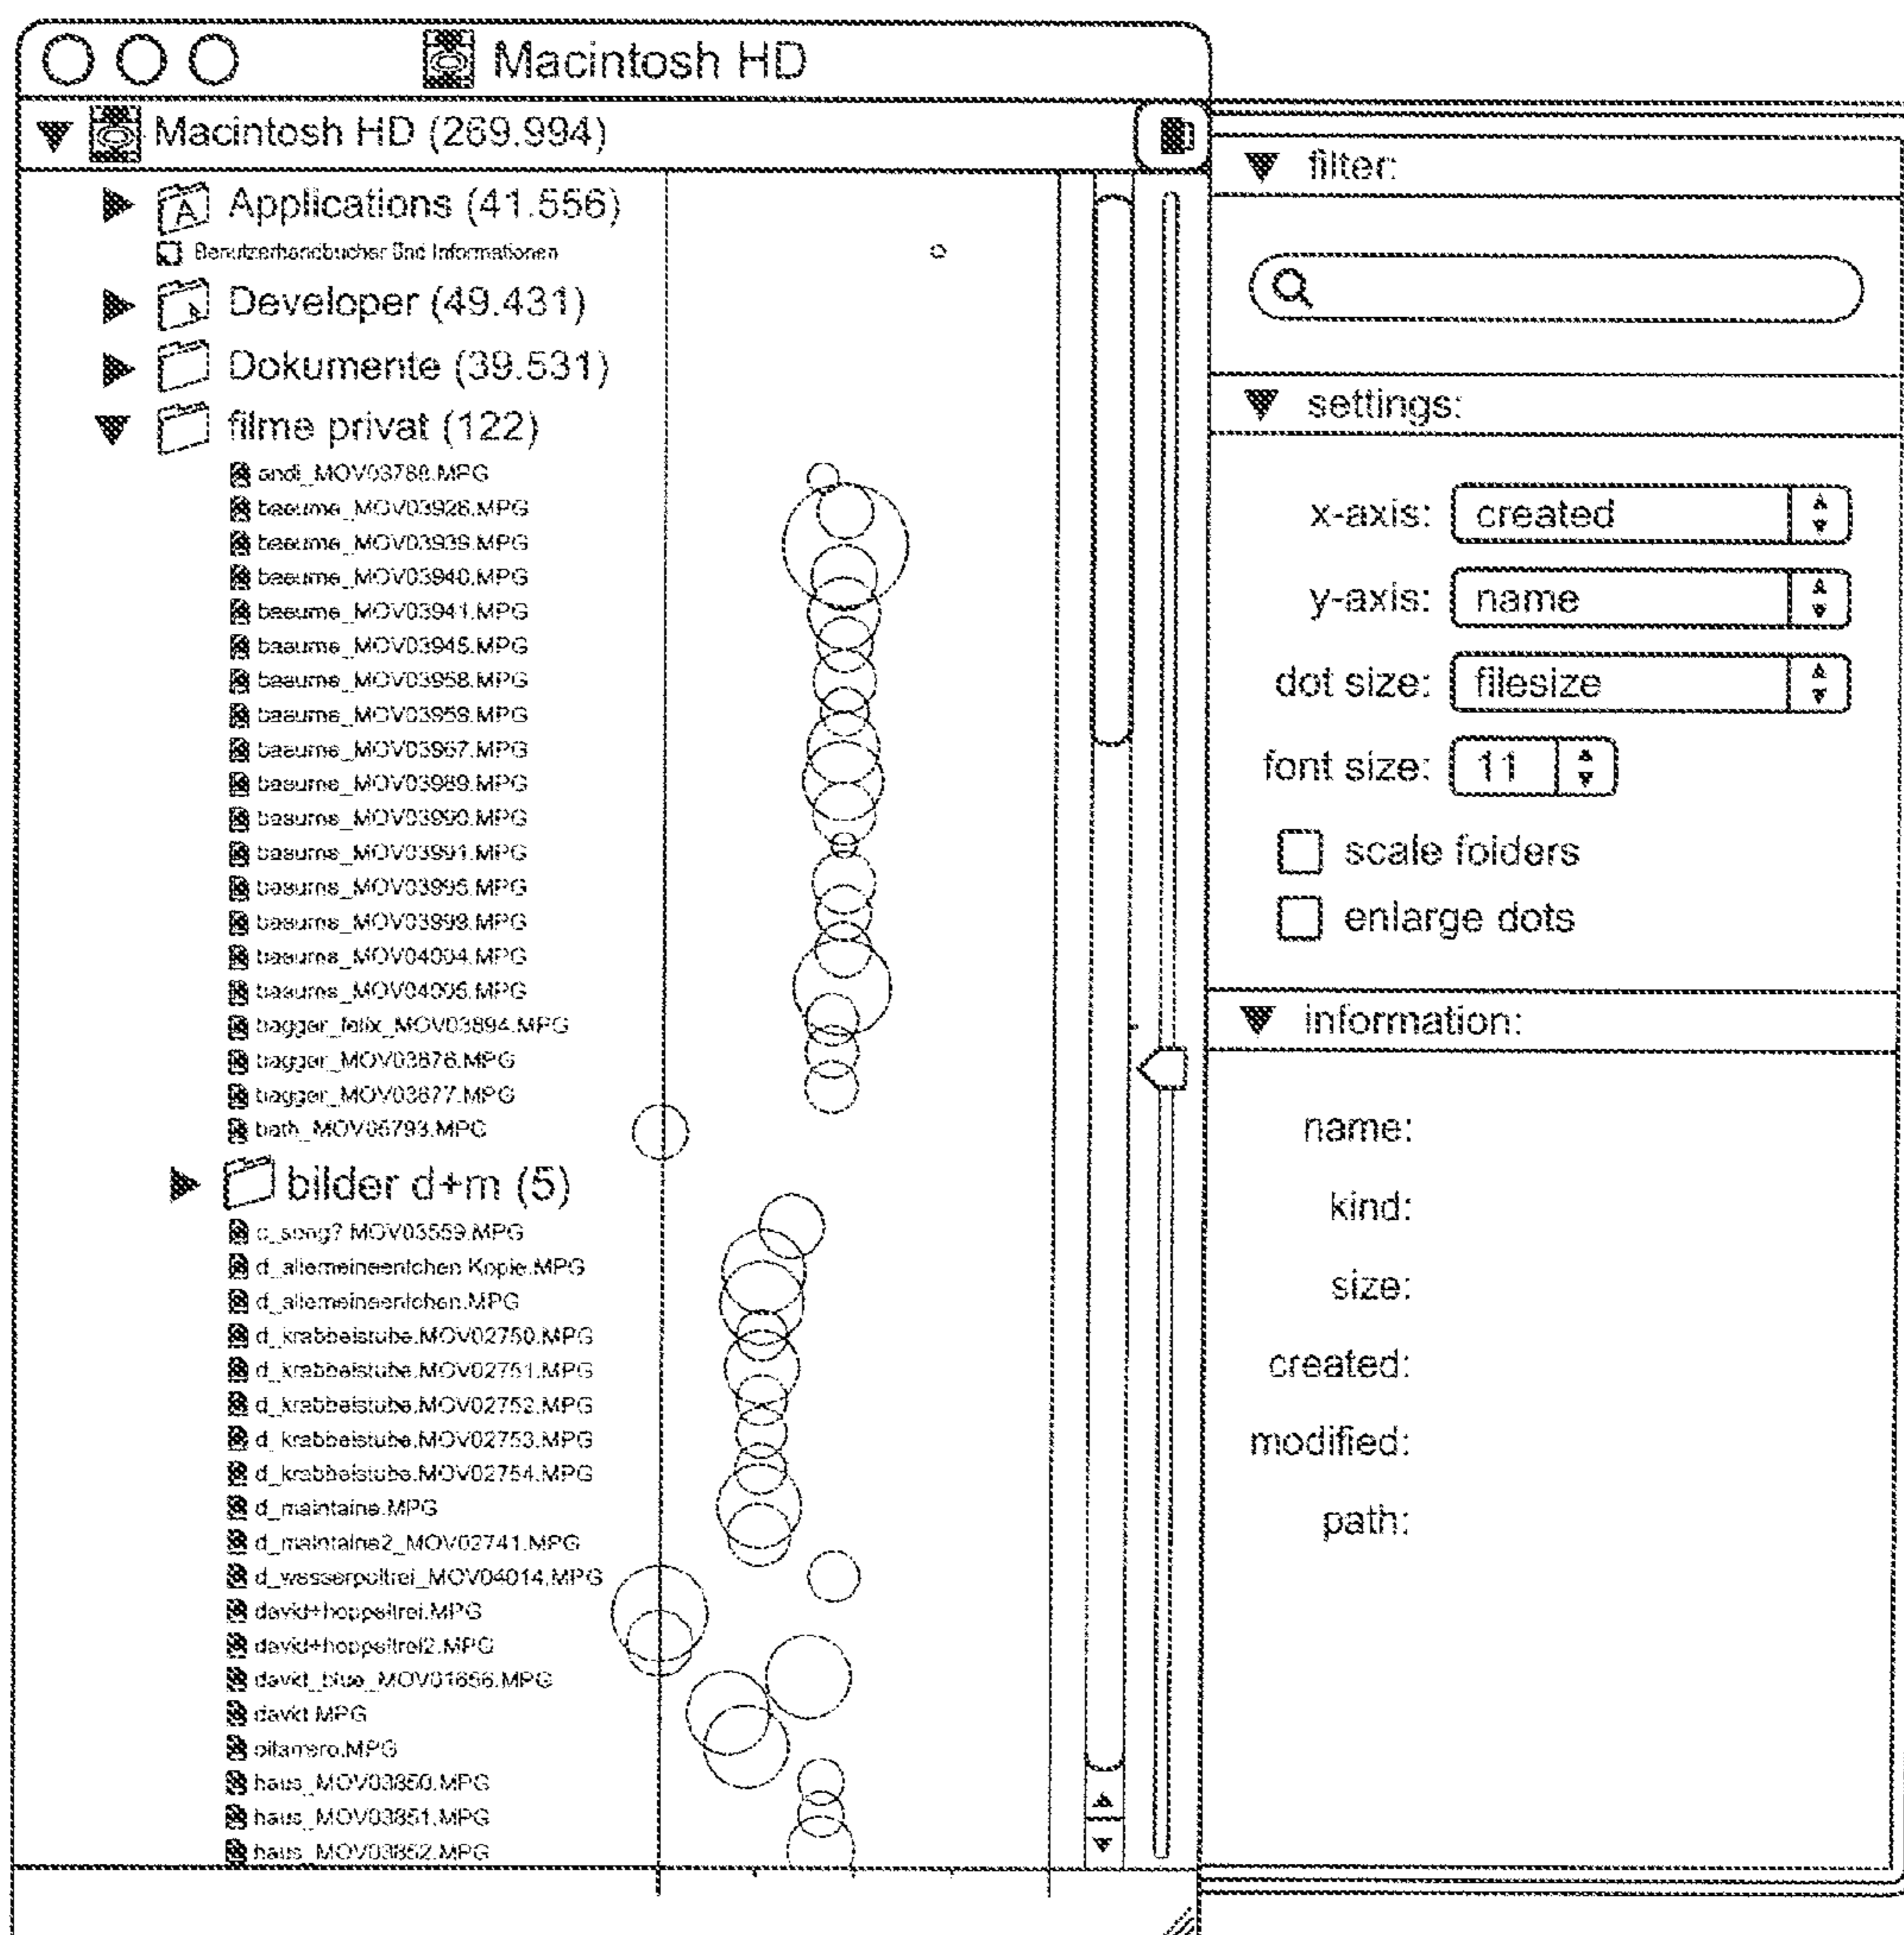 Macintosh HD
Macintosh HD (269.994)
Applications (41.556)
Benutzerhandbucher Und Informationen
Developer (49.431)
Dokumente (39.531)
filme privat (122)
andi_MOV03788.MPG
baeume_MOV03926.MPG
baeume_MOV03939.MPG
baeume_MOV03940.MPG
baeume_MOV03941.MPG
baeume_MOV03945.MPG
baeume_MOV03958.MPG
baeume_MOV03959.MPG
baeume_MOV03967.MPG
baeume_MOV03989.MPG
baeume_MOV03990.MPG
baeume_MOV03991.MPG
baeume_MOV03995.MPG
baeume_MOV03999.MPG
baeume_MOV04004.MPG
baeume_MOV04005.MPG
bagger_felix_MOV03894.MPG
bagger_MOV03876.MPG
bagger_MOV03877.MPG
bath_MOV05793.MPG
bilder d+m (5)
c_song? MOV03559.MPG
d_allemeineentchen Kopie.MPG
d_allemeineentchen.MPG
d_krabbelstube.MOV02750.MPG
d_krabbelstube.MOV02751.MPG
d_krabbelstube.MOV02752.MPG
d_krabbelstube.MOV02753.MPG
d_krabbelstube.MOV02754.MPG
d_maintaine.MPG
d_maintaine2_MOV02741.MPG
d_wasserpoltrei_MOV04014.MPG
david+hoppeltrei.MPG
david+hoppeltrei2.MPG
david_blue_MOV01656.MPG
david.MPG
haus_MOV03850.MPG
haus_MOV03851.MPG
haus_MOV03852.MPG
filter:
settings:
x-axis: created
y-axis: name
dot size: filesize
font size: 11
scale folders
enlarge dots
information:
name:
kind:
size:
created:
modified:
path: